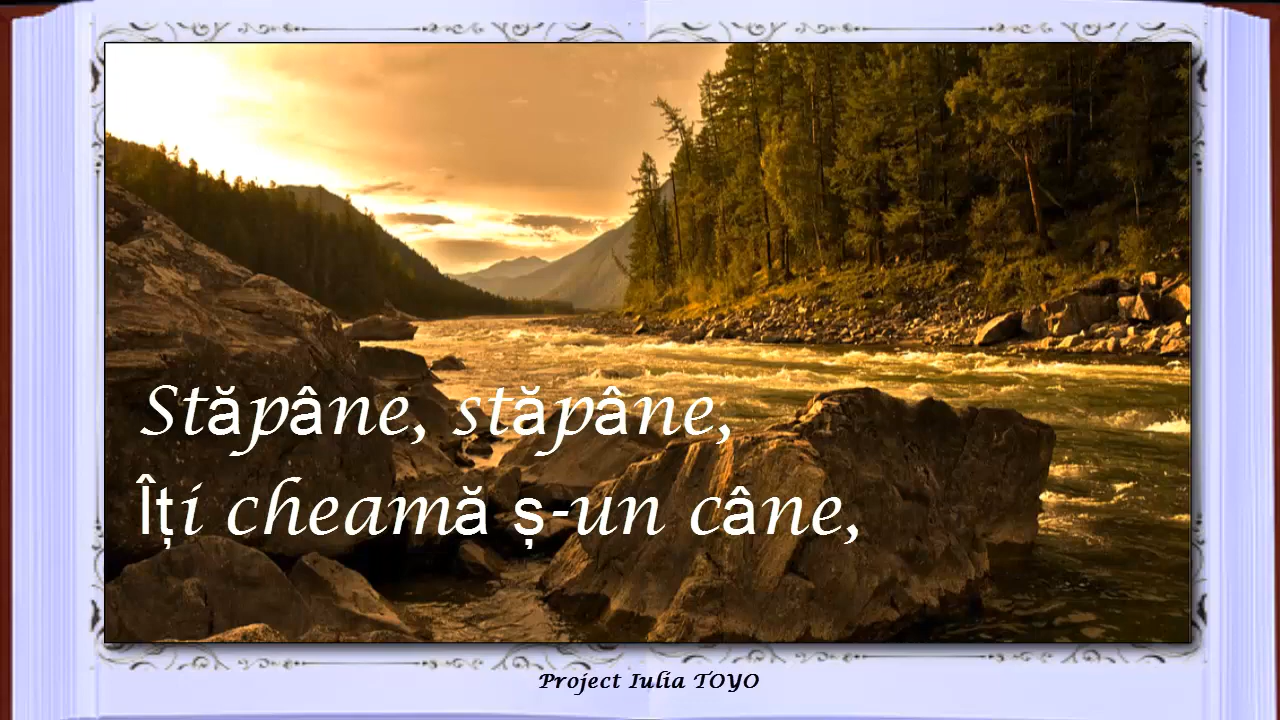 Stăpâne, stăpâne,
Îți cheamă ș-un câne,
Project Iulia TOYO